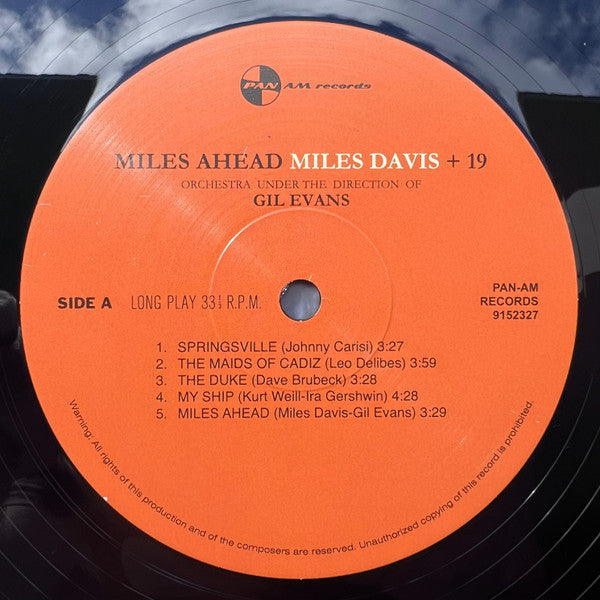 PAN AM records
MILES AHEAD MILES DAVIS + 19
ORCHESTRA UNDER THE DIRECTION OF
GIL EVANS
SIDE A LONG PLAY 33⅓ R.P.M.
PAN-AM
RECORDS
9152327
1. SPRINGSVILLE (Johnny Carisi) 3:27
2. THE MAIDS OF CADIZ (Leo Delibes) 3:59
3. THE DUKE (Dave Brubeck) 3:28
4. MY SHIP (Kurt Weill-Ira Gershwin) 4:28
5. MILES AHEAD (Miles Davis-Gil Evans) 3:29
Warning: All rights of this production and of the composers are reserved. Unauthorized copying of this record is prohibited.